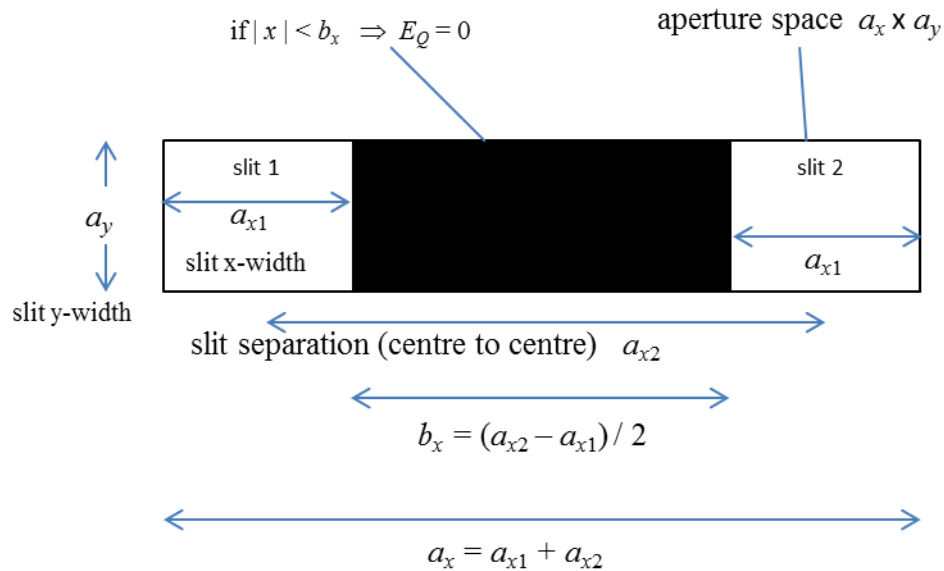 if | x | < bₓ ⇒ E_Q = 0
aperture space a_x x a_y
slit 1
slit 2
a_x1
a_y
slit x-width
a_x1
slit y-width
slit separation (centre to centre) a_x2
b_x = (a_x2 – a_x1) / 2
a_x = a_x1 + a_x2